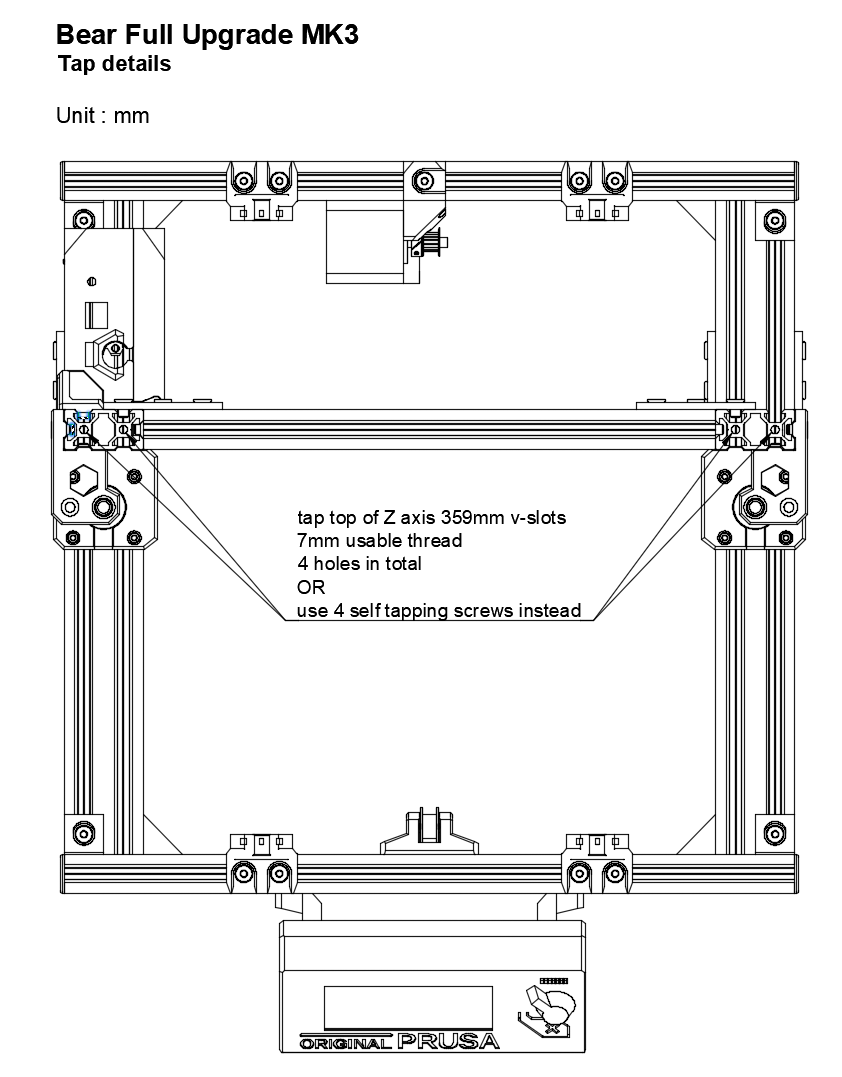 Bear Full Upgrade MK3
Tap details
Unit : mm
tap top of Z axis 359mm v-slots
7mm usable thread
4 holes in total
OR
use 4 self tapping screws instead
ORIGINAL PRUSA